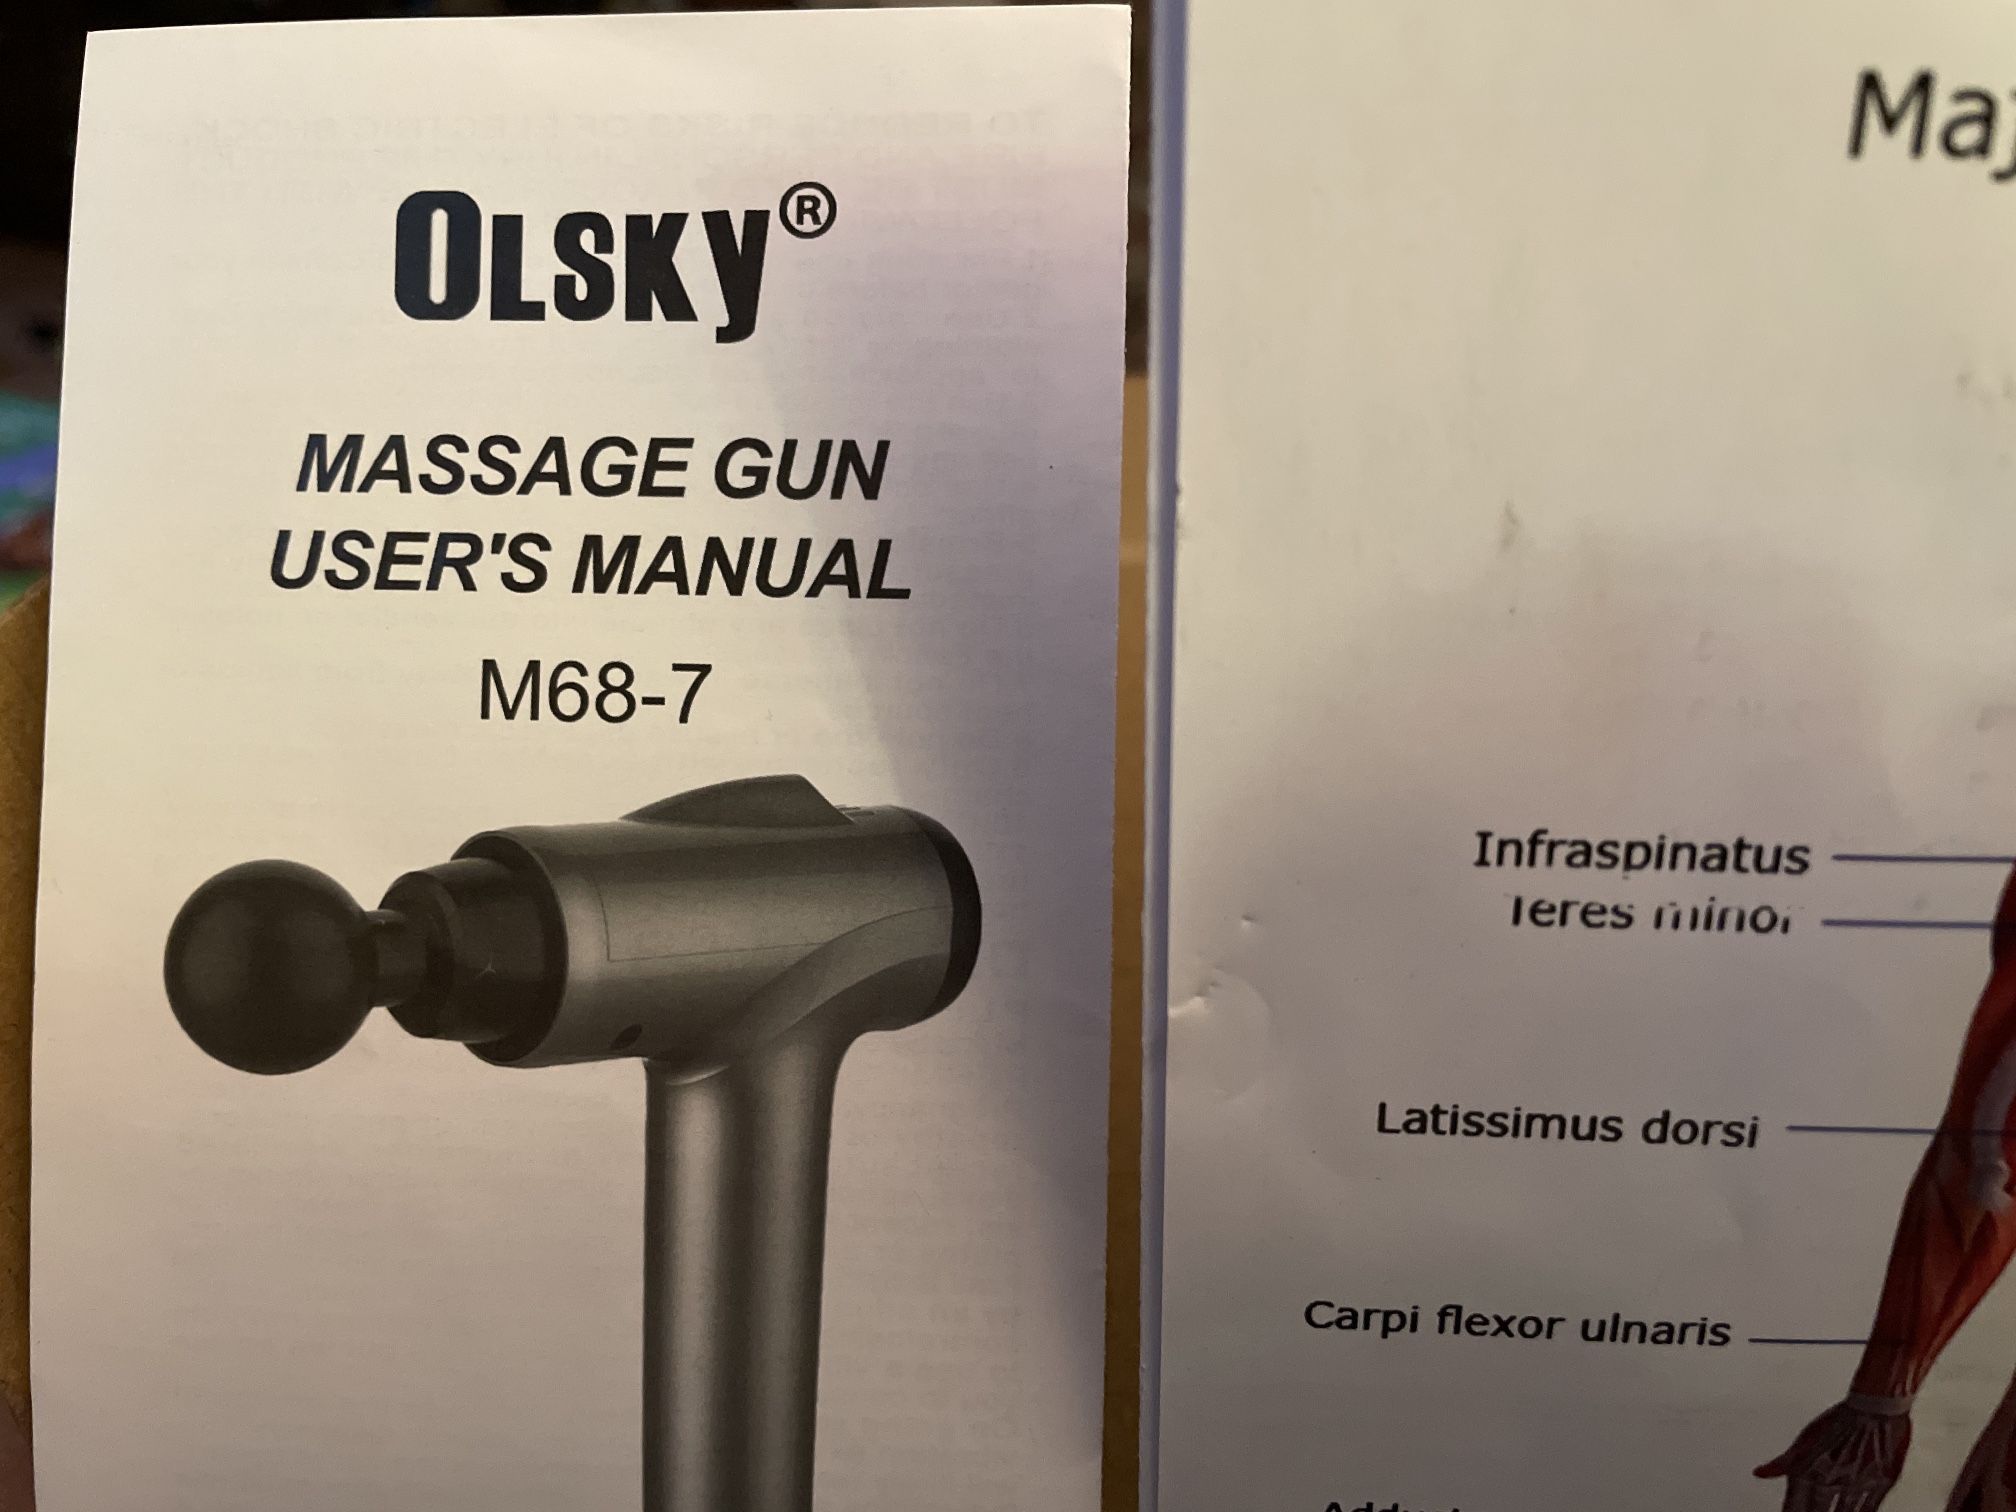 OLSKY®
MASSAGE GUN
USER'S MANUAL
M68-7
Maj
Infraspinatus
Teres minor
Latissimus dorsi
Carpi flexor ulnaris